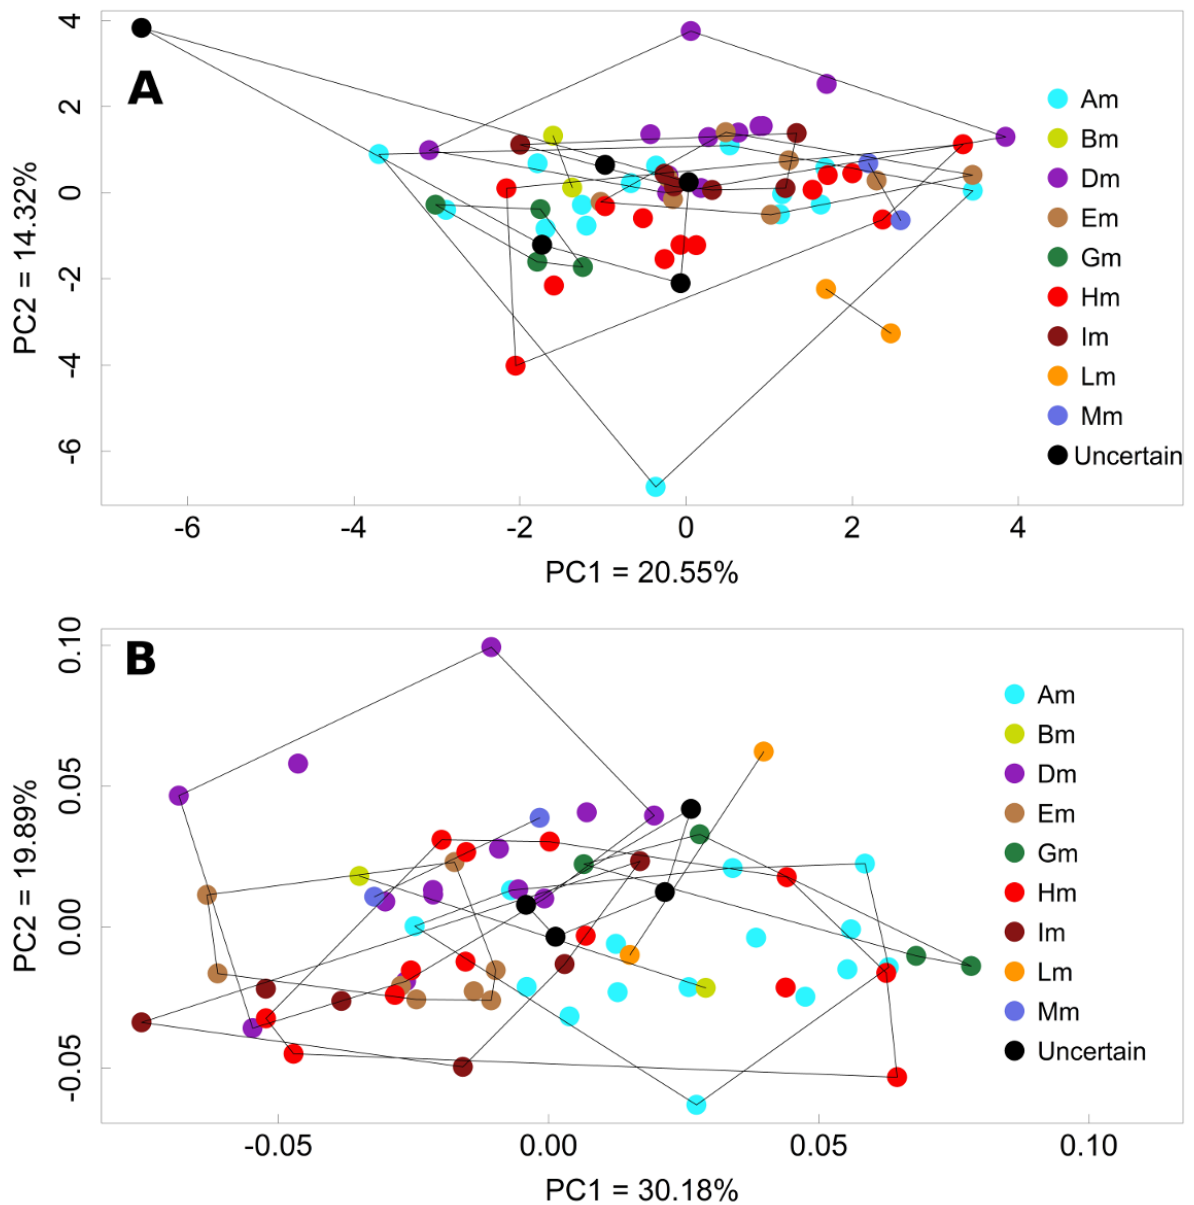 A
4
2
0
-2
-4
-6
PC2 = 14.32%
-6 -4 -2 0 2 4
PC1 = 20.55%
Am
Bm
Dm
Em
Gm
Hm
Im
Lm
Mm
Uncertain
B
0.10
0.05
0.00
-0.05
PC2 = 19.89%
-0.05 0.00 0.05 0.10
PC1 = 30.18%
Am
Bm
Dm
Em
Gm
Hm
Im
Lm
Mm
Uncertain